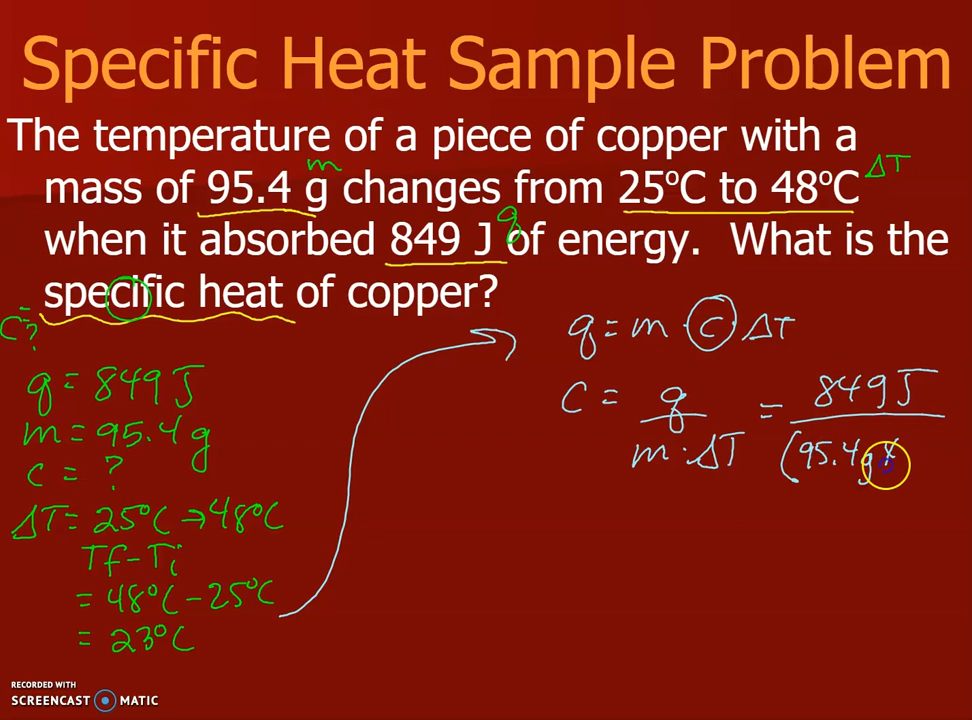 Specific Heat Sample Problem
The temperature of a piece of copper with a
m
mass of 95.4 g changes from 25°C to 48°C ΔT
q
when it absorbed 849 J of energy. What is the
specific heat of copper?
C=?
q = 849 J
m = 95.4 g
c = ?
ΔT = 25°C → 48°C
Tf - Ti
= 48°C - 25°C
= 23°C
q = m · C · ΔT
C = q / m · ΔT = 849 J / (95.4g
RECORDED WITH
SCREENCAST MATIC